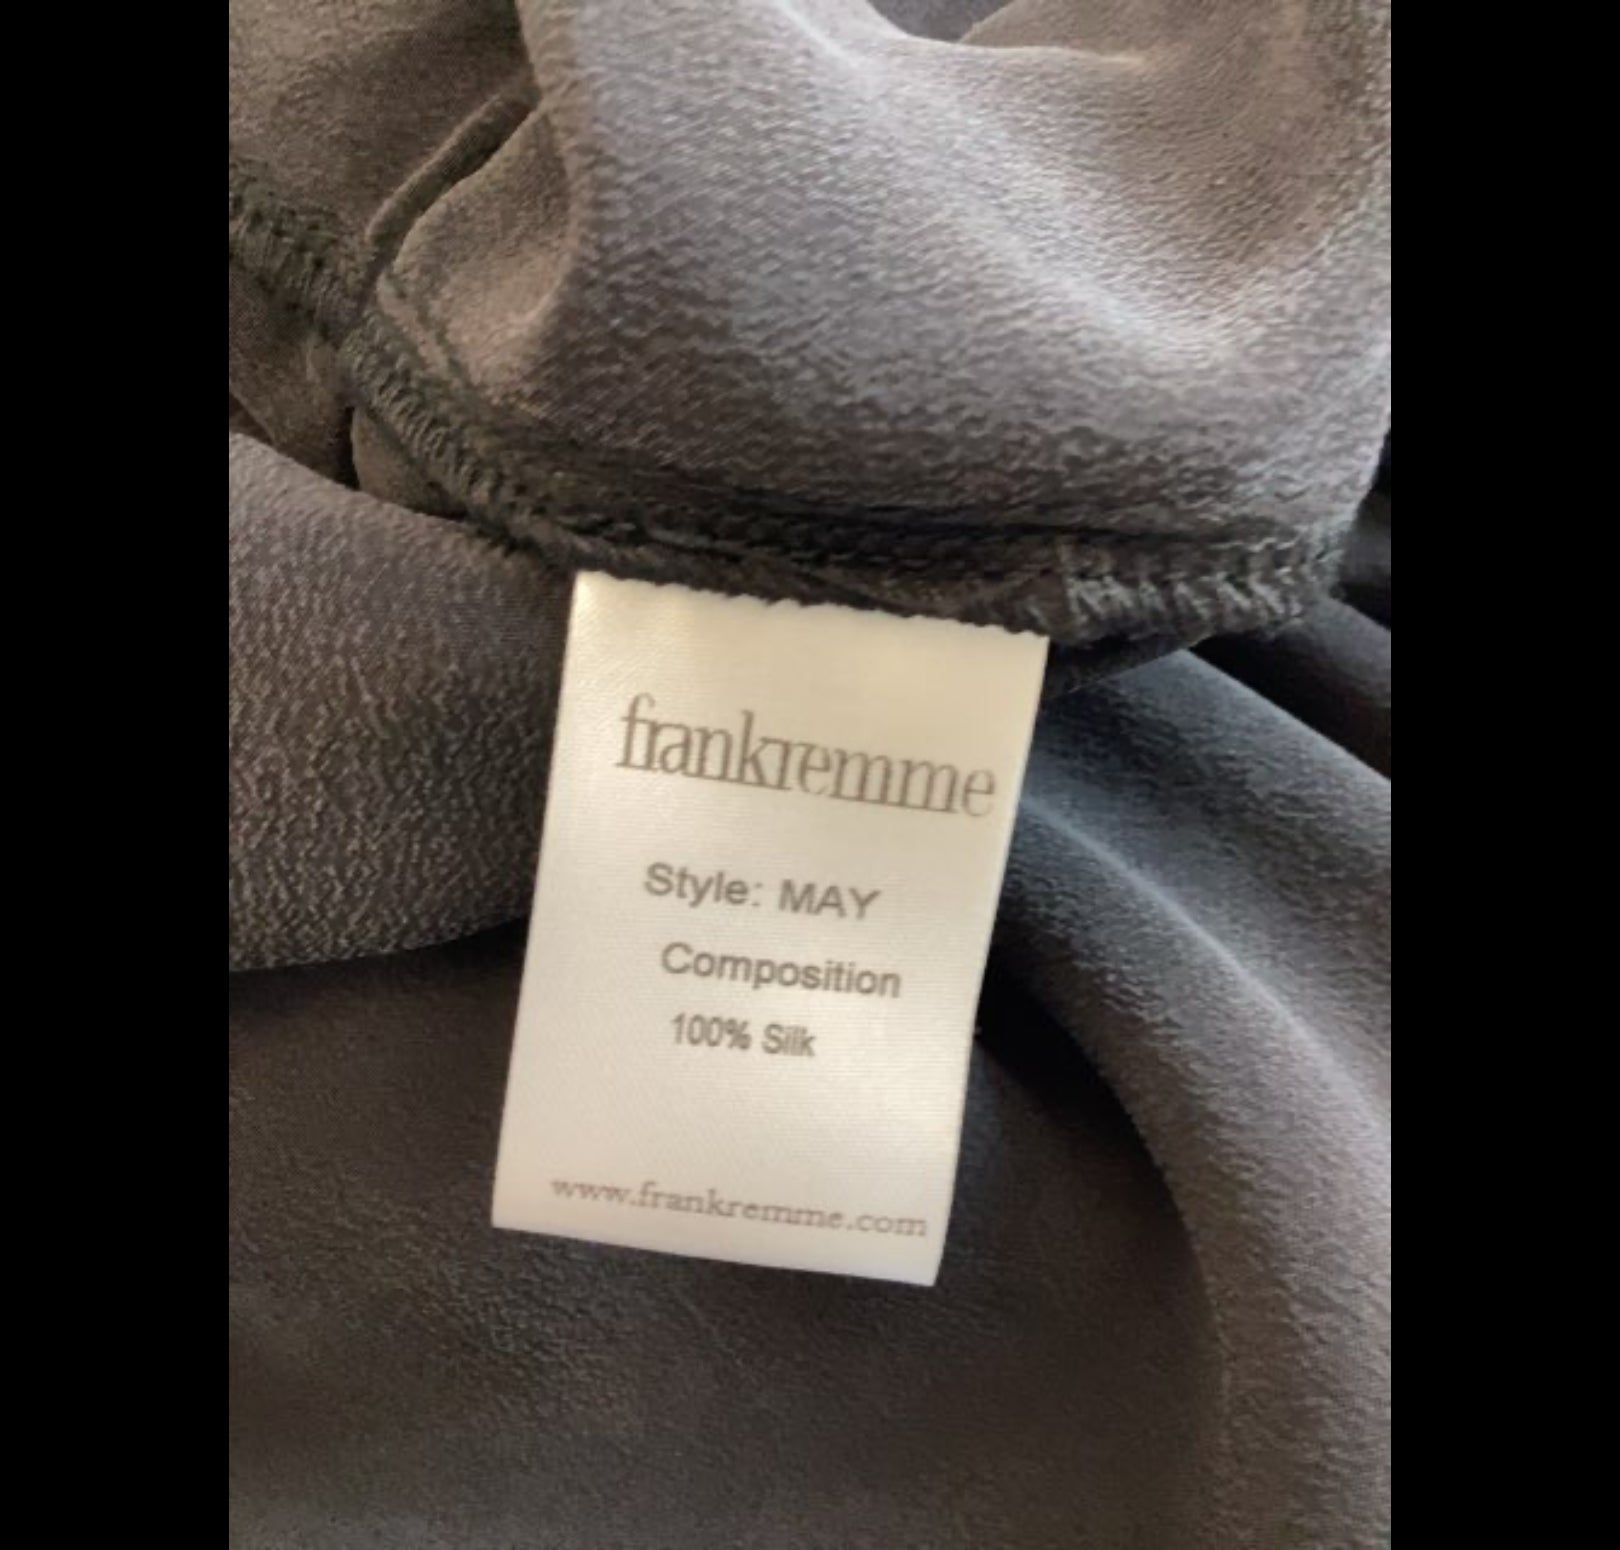 frankremme
Style: MAY
Composition
100% Silk
www.frankremme.com